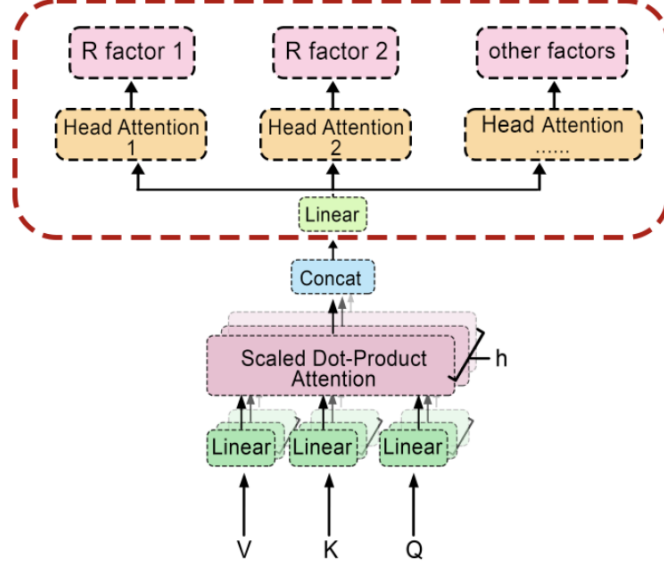 R factor 1
R factor 2
other factors
Head Attention
1
Head Attention
2
Head Attention
......
Linear
Concat
Scaled Dot-Product
Attention
h
Linear
Linear
Linear
V
K
Q